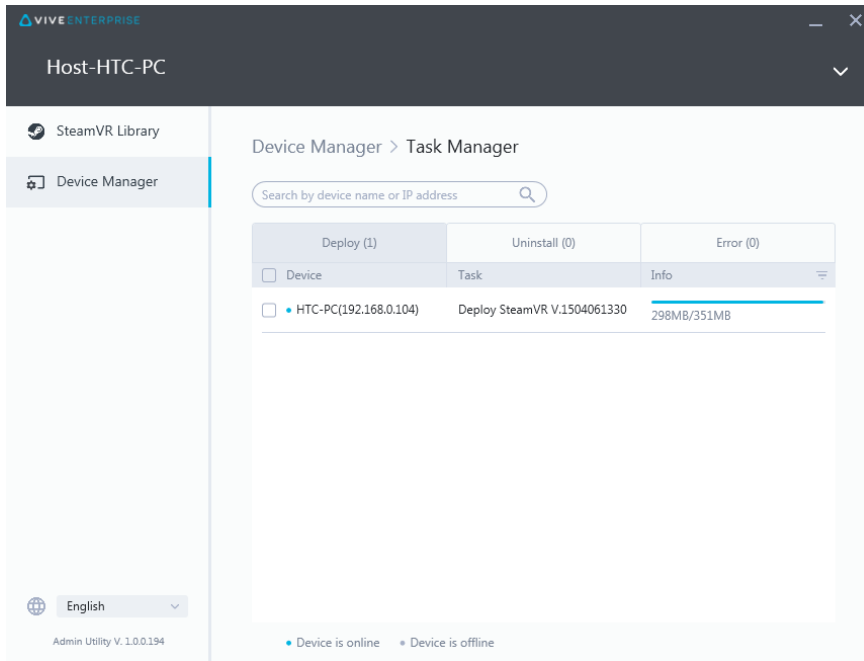 VIVE ENTERPRISE
Host-HTC-PC
SteamVR Library
Device Manager
Device Manager > Task Manager
Search by device name or IP address
Deploy (1) Uninstall (0) Error (0)
Device Task Info
HTC-PC(192.168.0.104) Deploy SteamVR V.1504061330 298MB/351MB
English
Admin Utility V. 1.0.0.194
Device is online Device is offline